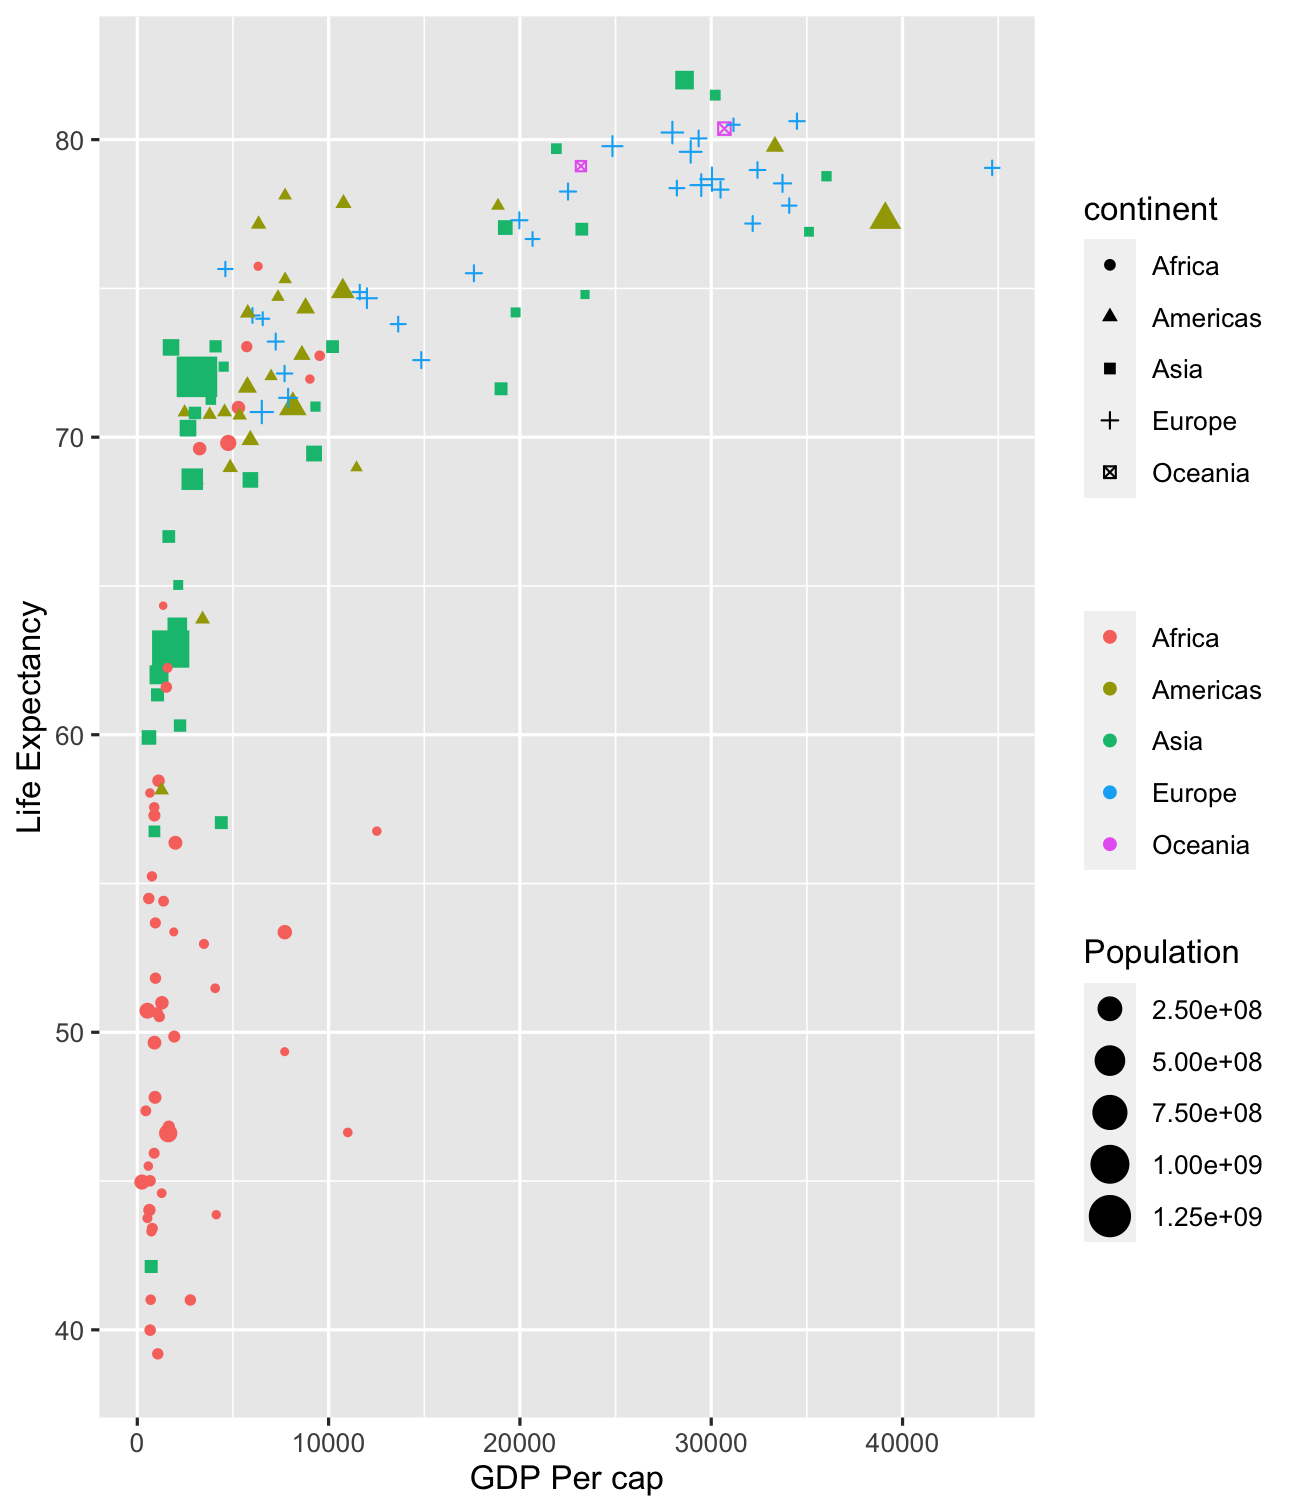 80
70
60
50
40
Life Expectancy
0 10000 20000 30000 40000
GDP Per cap
continent
Africa
Americas
Asia
Europe
Oceania
Africa
Americas
Asia
Europe
Oceania
Population
2.50e+08
5.00e+08
7.50e+08
1.00e+09
1.25e+09